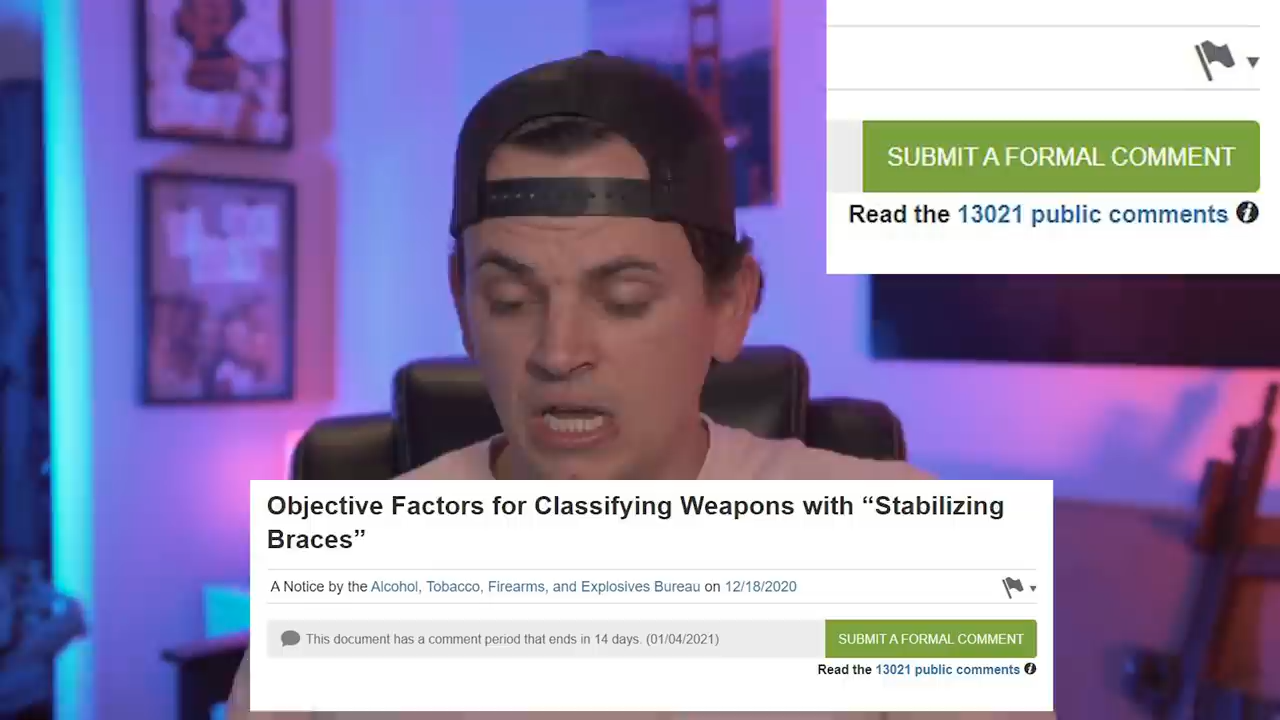 SUBMIT A FORMAL COMMENT
Read the 13021 public comments
Objective Factors for Classifying Weapons with “Stabilizing
Braces”
A Notice by the Alcohol, Tobacco, Firearms, and Explosives Bureau on 12/18/2020
This document has a comment period that ends in 14 days. (01/04/2021)
SUBMIT A FORMAL COMMENT
Read the 13021 public comments